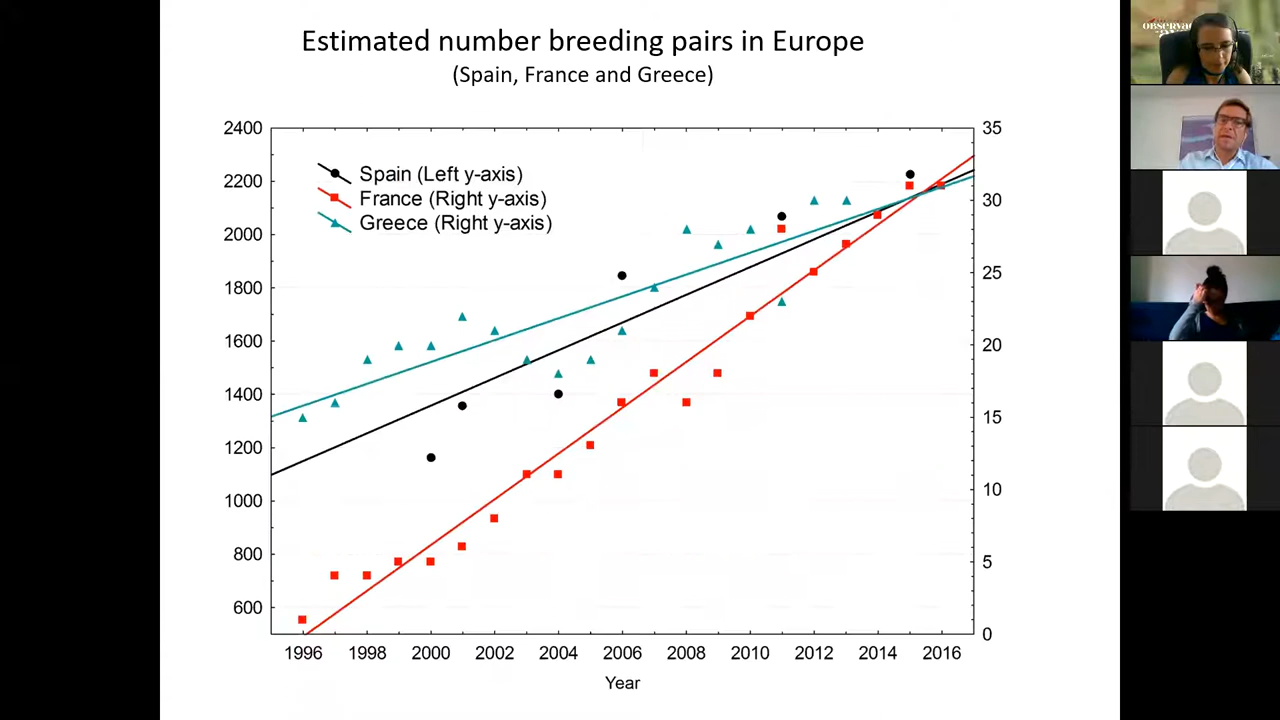 Estimated number breeding pairs in Europe
(Spain, France and Greece)
2400
2200
2000
1800
1600
1400
1200
1000
800
600
Spain (Left y-axis)
France (Right y-axis)
Greece (Right y-axis)
35
30
25
20
15
10
5
0
1996 1998 2000 2002 2004 2006 2008 2010 2012 2014 2016
Year